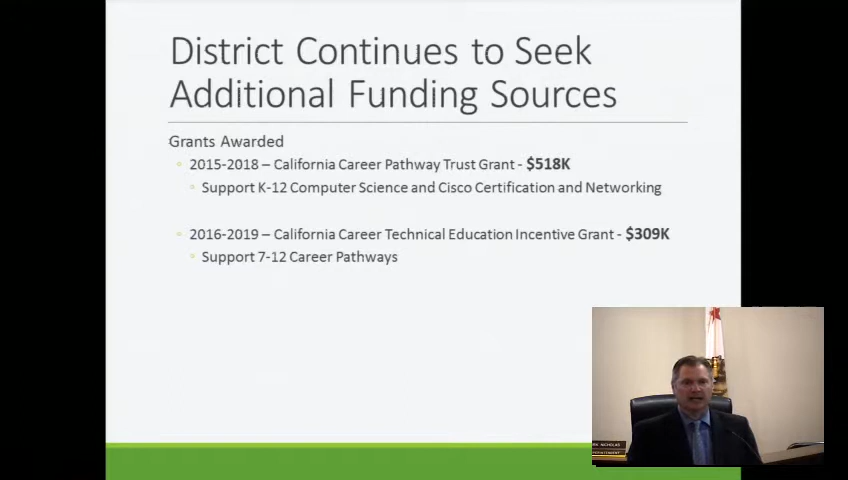 District Continues to Seek
Additional Funding Sources
Grants Awarded
2015-2018 – California Career Pathway Trust Grant - $518K
Support K-12 Computer Science and Cisco Certification and Networking
2016-2019 – California Career Technical Education Incentive Grant - $309K
Support 7-12 Career Pathways
NICHOLAS